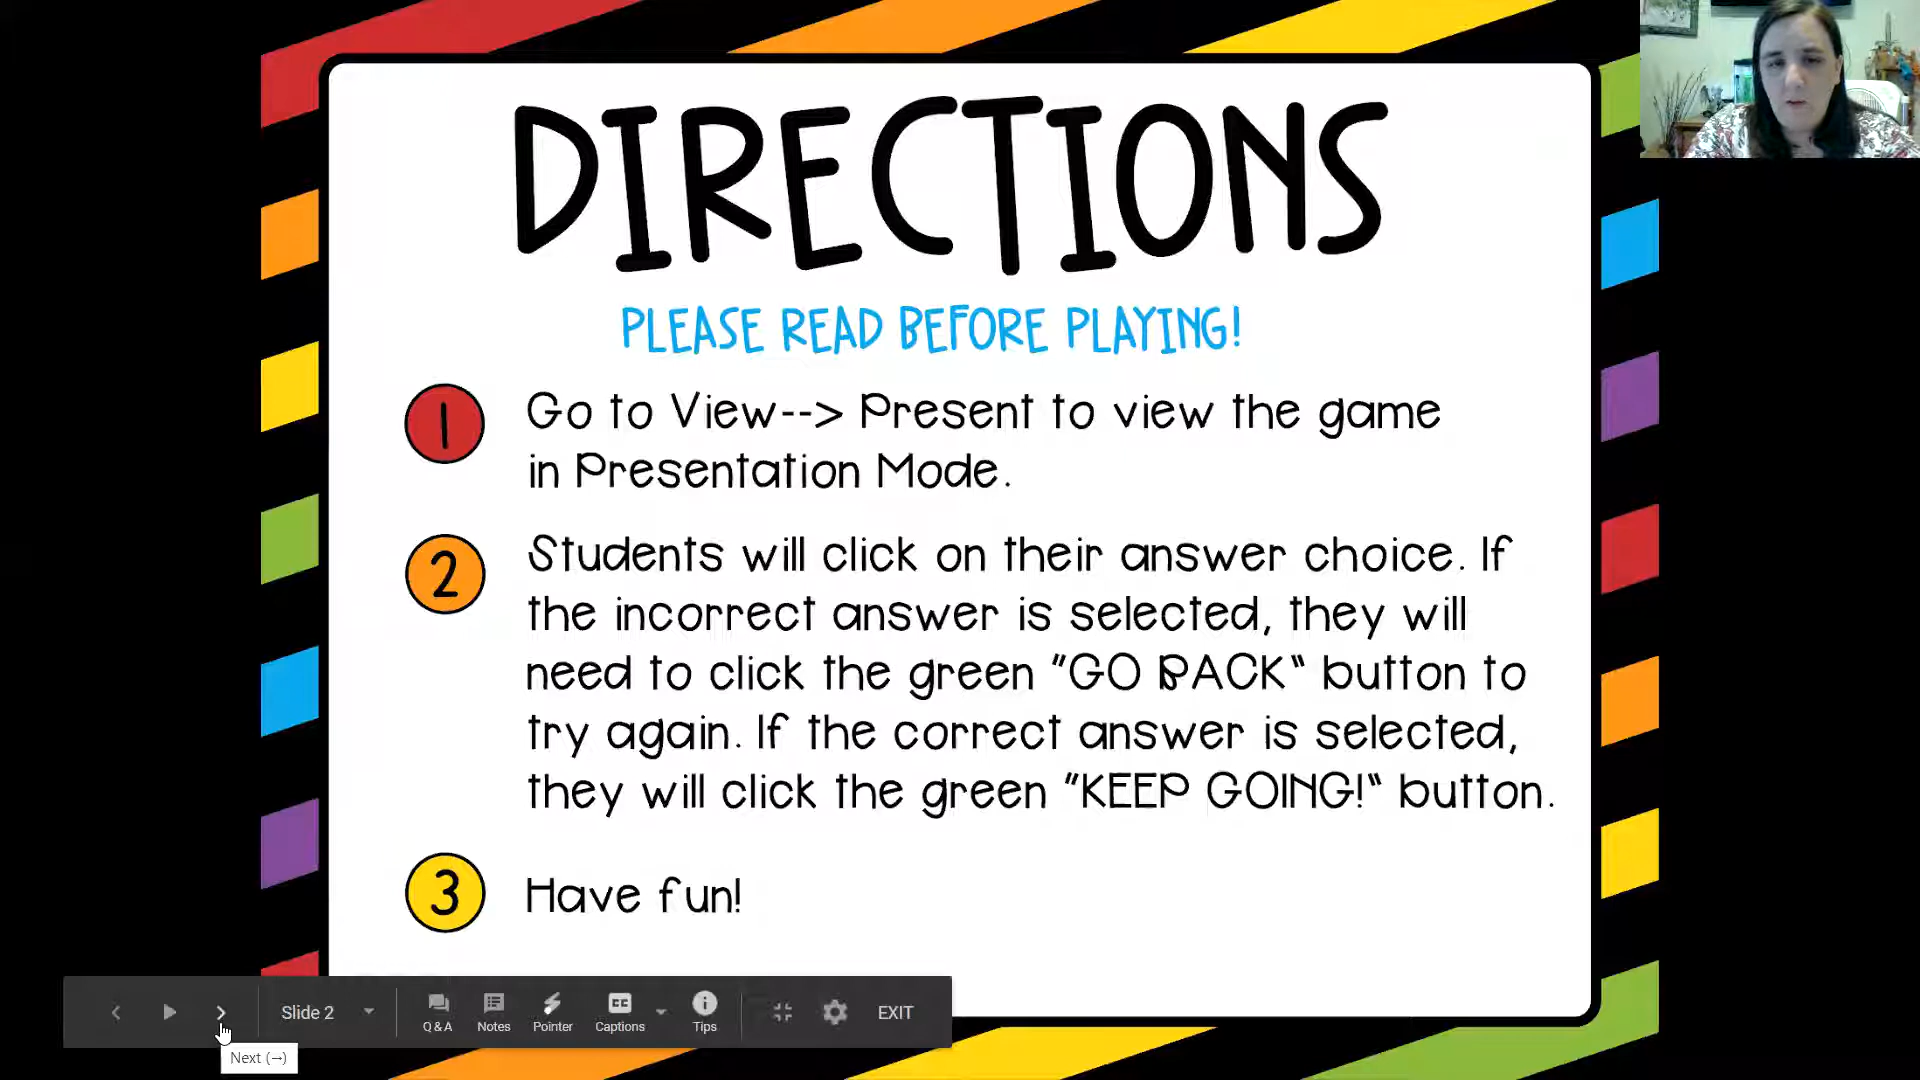 DIRECTIONS
PLEASE READ BEFORE PLAYING!
1
Go to View--> Present to view the game
in Presentation Mode.
2
Students will click on their answer choice. If
the incorrect answer is selected, they will
need to click the green "GO BACK" button to
try again. If the correct answer is selected,
they will click the green "KEEP GOING!" button.
3
Have fun!
Slide 2
Q & A
Notes
Pointer
CC
Captions
Tips
EXIT
Next (→)